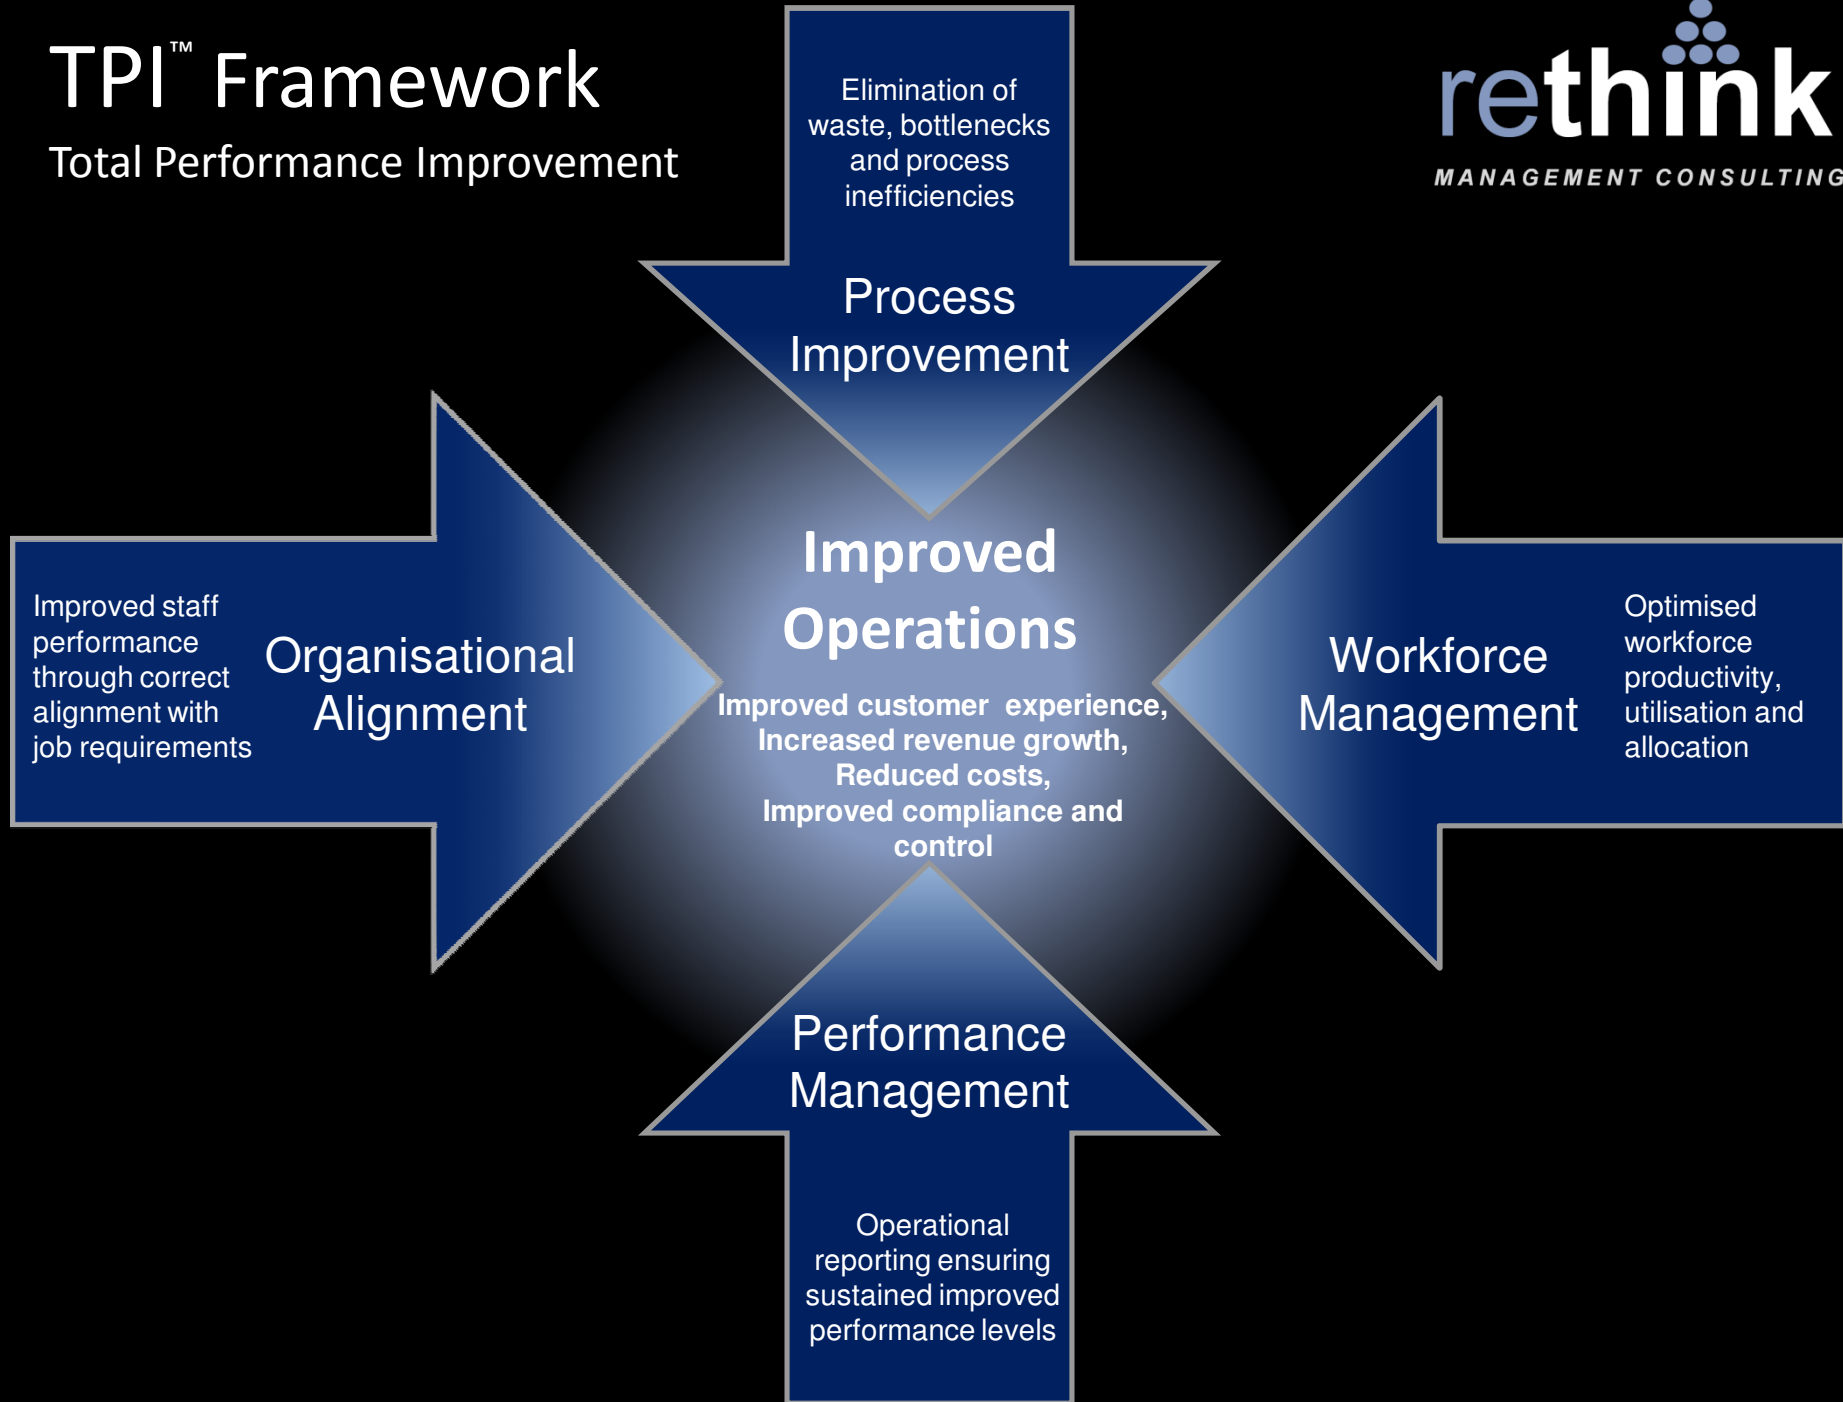 TPI™ Framework
Total Performance Improvement
rethink
MANAGEMENT CONSULTING
Elimination of
waste, bottlenecks
and process
inefficiencies
Process
Improvement
Improved staff
performance
through correct
alignment with
job requirements
Organisational
Alignment
Improved
Operations
Improved customer  experience,
Increased revenue growth,
Reduced costs,
Improved compliance and
control
Workforce
Management
Optimised
workforce
productivity,
utilisation and
allocation
Performance
Management
Operational
reporting ensuring
sustained improved
performance levels